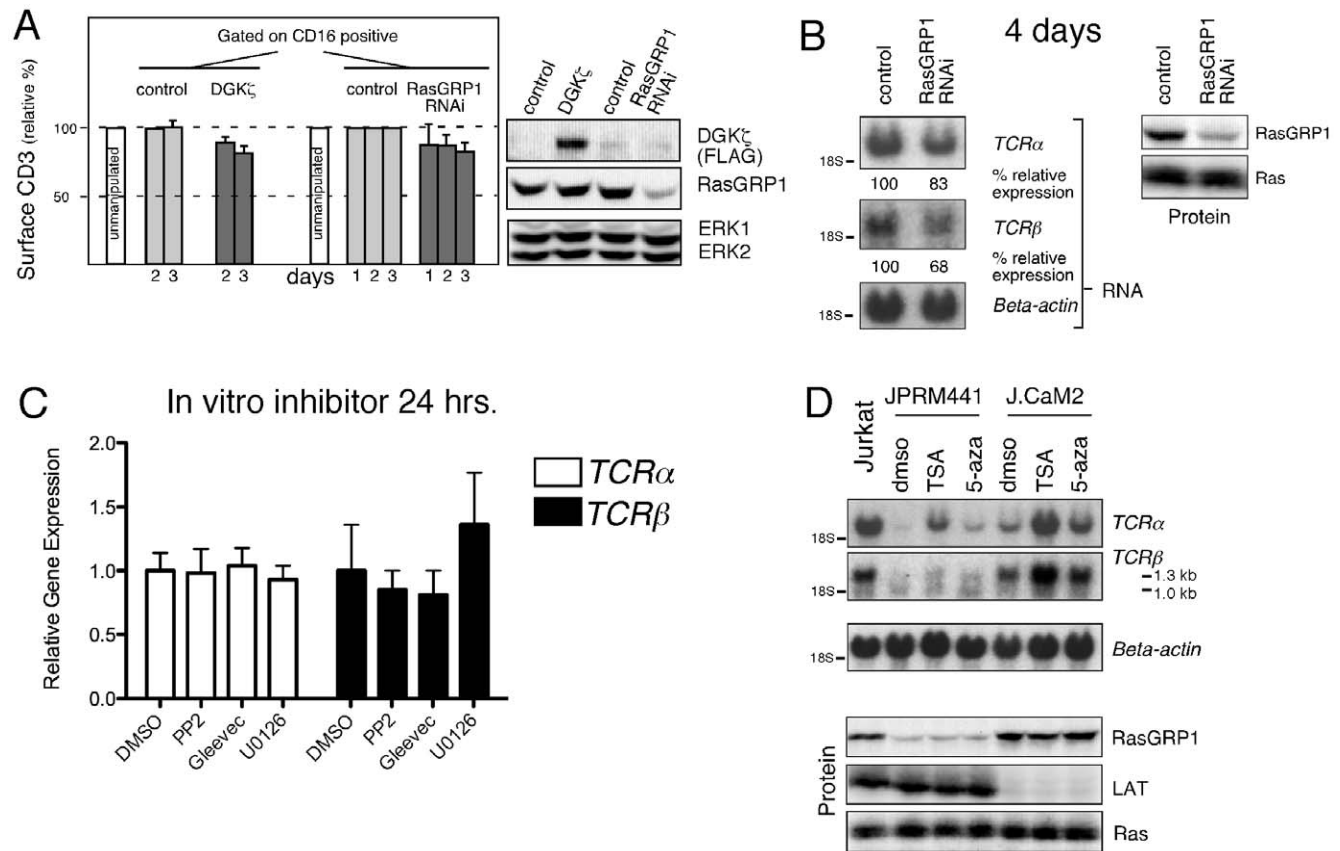 A
Gated on CD16 positive
control DGKζ control RasGRP1 RNAi
Surface CD3 (relative %)
100
50
unmanipulated
unmanipulated
2 3 2 3 days 1 2 3 1 2 3
control DGKζ control RasGRP1 RNAi
DGKζ (FLAG)
RasGRP1
ERK1
ERK2
B
4 days
control RasGRP1 RNAi
18S TCRα
100 83 % relative expression
18S TCRβ
100 68 % relative expression
18S Beta-actin
RNA
control RasGRP1 RNAi
RasGRP1
Ras
Protein
C
In vitro inhibitor 24 hrs.
Relative Gene Expression
2.0
1.5
1.0
0.5
0.0
DMSO PP2 Gleevec U0126 DMSO PP2 Gleevec U0126
TCRα
TCRβ
D
JPRM441 J.CaM2
Jurkat dmso TSA 5-aza dmso TSA 5-aza
18S TCRα
TCRβ
1.3 kb
18S 1.0 kb
18S Beta-actin
Protein
RasGRP1
LAT
Ras